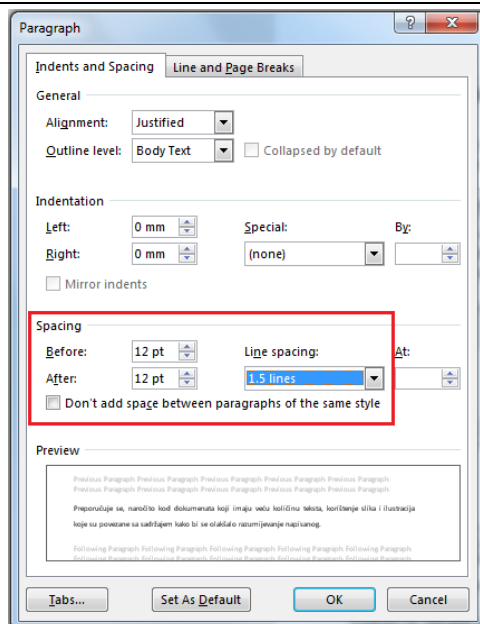 Paragraph
Indents and Spacing Line and Page Breaks
General
Alignment: Justified
Outline level: Body Text Collapsed by default
Indentation
Left: 0 mm Special: By:
Right: 0 mm (none)
Mirror indents
Spacing
Before: 12 pt Line spacing: At:
After: 12 pt 1.5 lines
Don't add space between paragraphs of the same style
Preview
Previous Paragraph Previous Paragraph Previous Paragraph Previous Paragraph Previous Paragraph
Previous Paragraph Previous Paragraph Previous Paragraph Previous Paragraph Previous Paragraph
Preporučuje se, naročito kod dokumenata koji imaju veću količinu teksta, korištenje slika i ilustracija
koje su povezane sa sadržajem kako bi se olakšalo razumijevanje napisanog.
Following Paragraph Following Paragraph Following Paragraph Following Paragraph Following Paragraph
Following Paragraph Following Paragraph Following Paragraph Following Paragraph Following Paragraph
Tabs... Set As Default OK Cancel